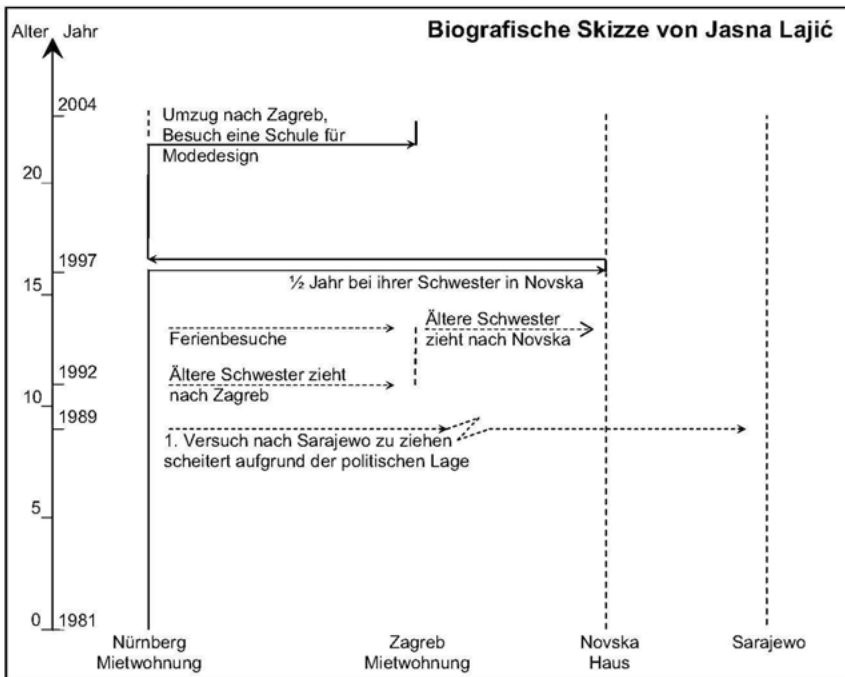 Biografische Skizze von Jasna Lajić
Alter Jahr
2004
Umzug nach Zagreb,
Besuch eine Schule für
Modedesign
20
1997
½ Jahr bei ihrer Schwester in Novska
15
Ältere Schwester
zieht nach Novska
Ferienbesuche
1992
Ältere Schwester zieht
nach Zagreb
10
1989
1. Versuch nach Sarajewo zu ziehen
scheitert aufgrund der politischen Lage
5
0 1981
Nürnberg
Mietwohnung
Zagreb
Mietwohnung
Novska
Haus
Sarajewo